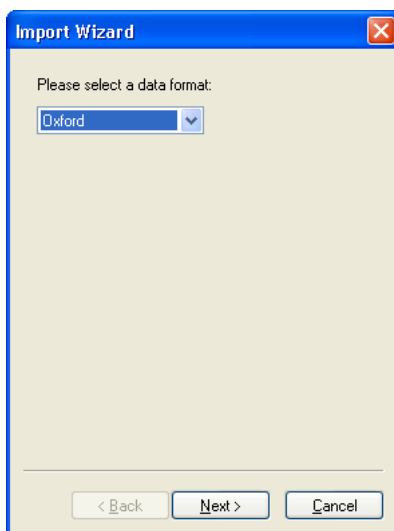 Import Wizard
Please select a data format:
Oxford
< Back Next > Cancel